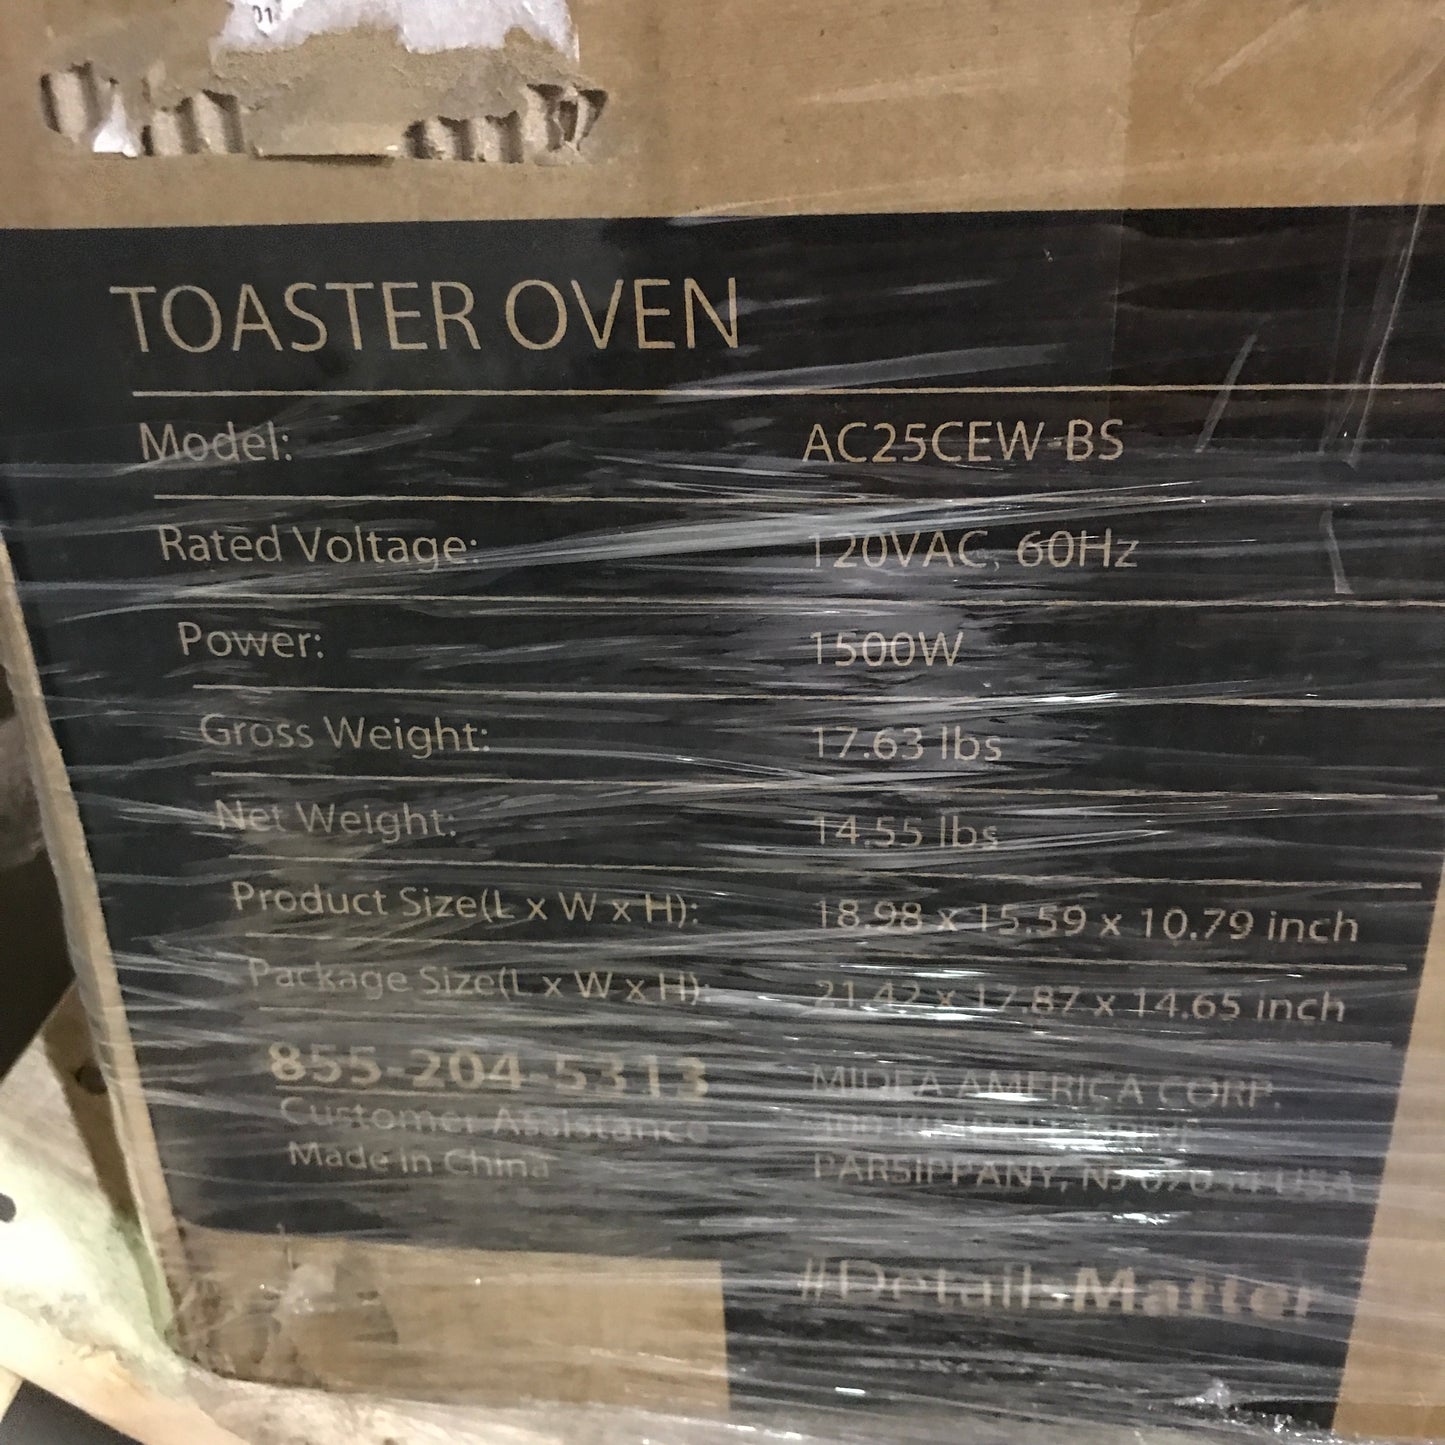 01
TOASTER OVEN
Model: AC25CEW-BS
Rated Voltage: 120VAC, 60Hz
Power: 1500W
Gross Weight: 17.63 lbs
Net Weight: 14.55 lbs
Product Size(L x W x H): 18.98 x 15.59 x 10.79 inch
Package Size(L x W x H): 21.42 x 17.87 x 14.65 inch
855-204-5313
Customer Assistance
Made in China
MIDEA AMERICA CORP.
PARSIPPANY, NJ USA
#DetailsMatter